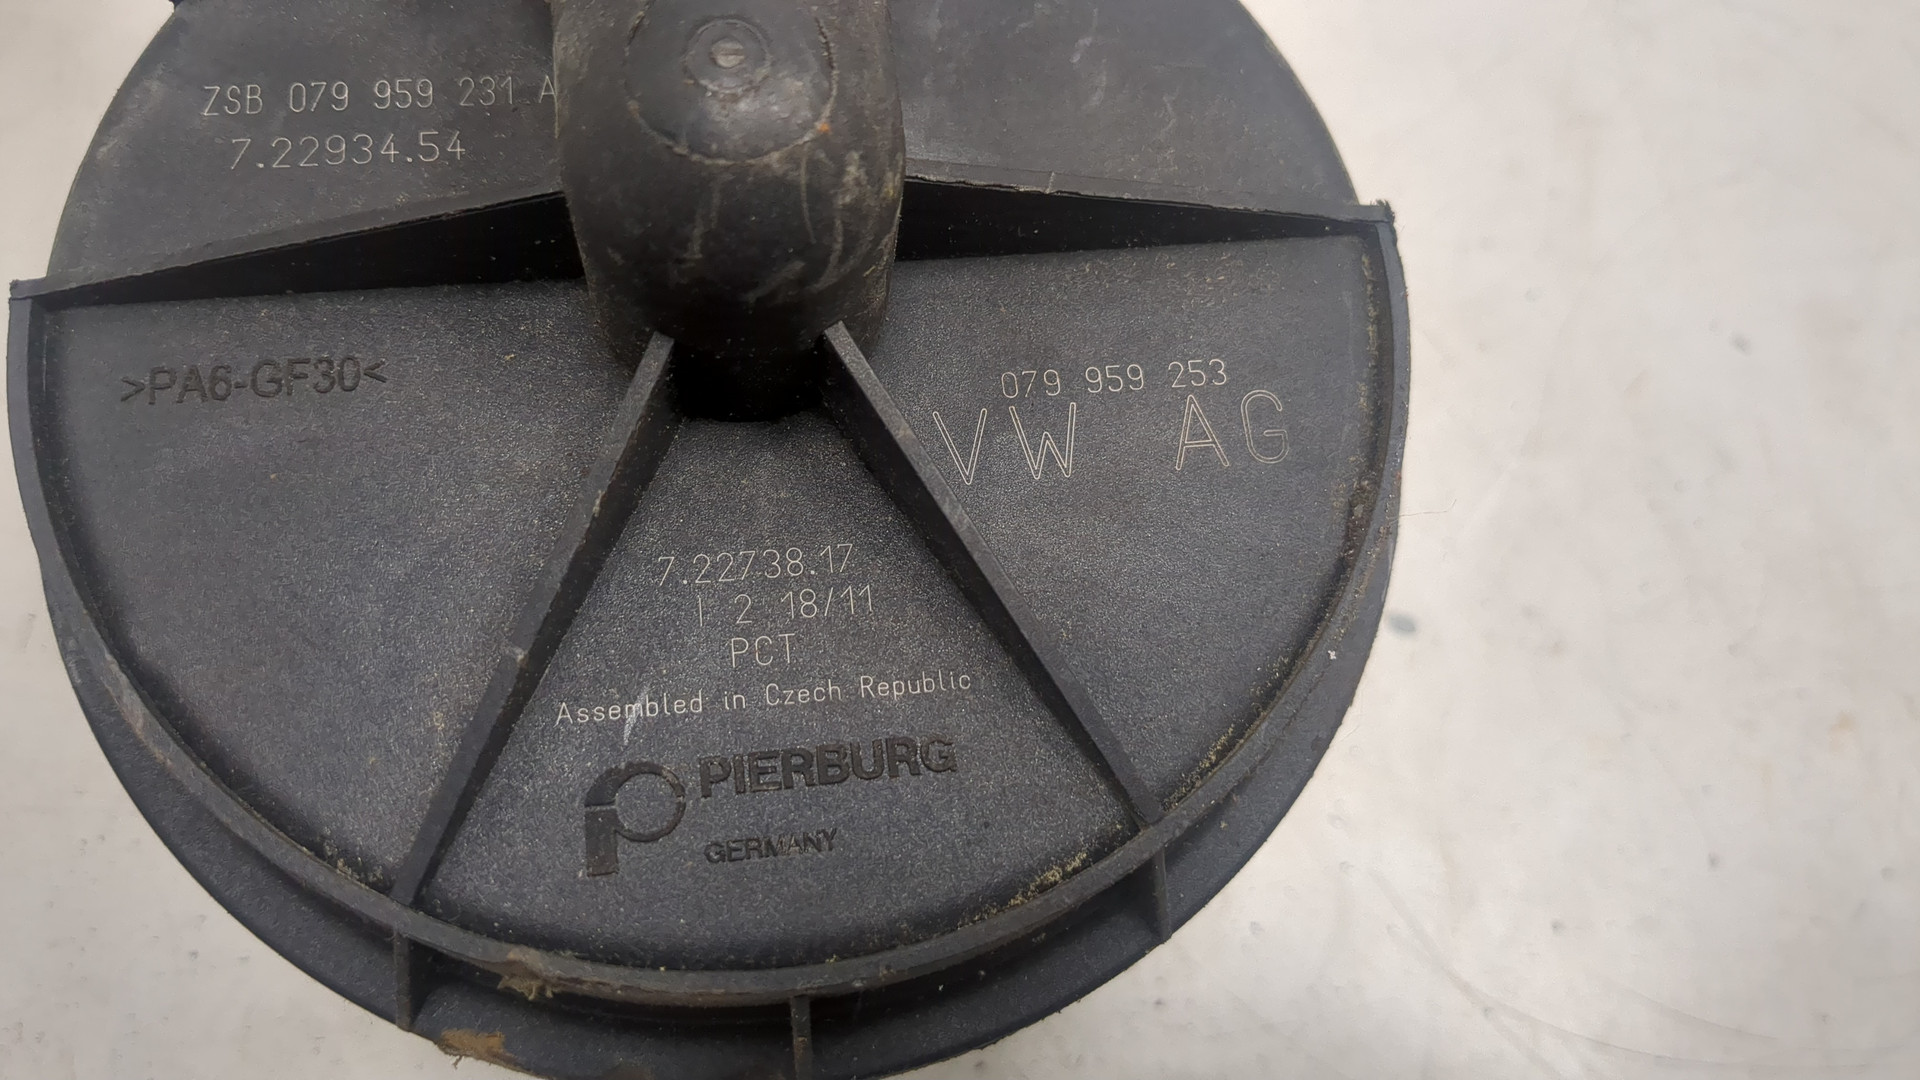 ZSB 079 959 231 A
7.22934.54
>PA6-GF30<
079 959 253
VW AG
7.22738.17
| 2 18/11
PCT
Assembled in Czech Republic
PIERBURG
GERMANY